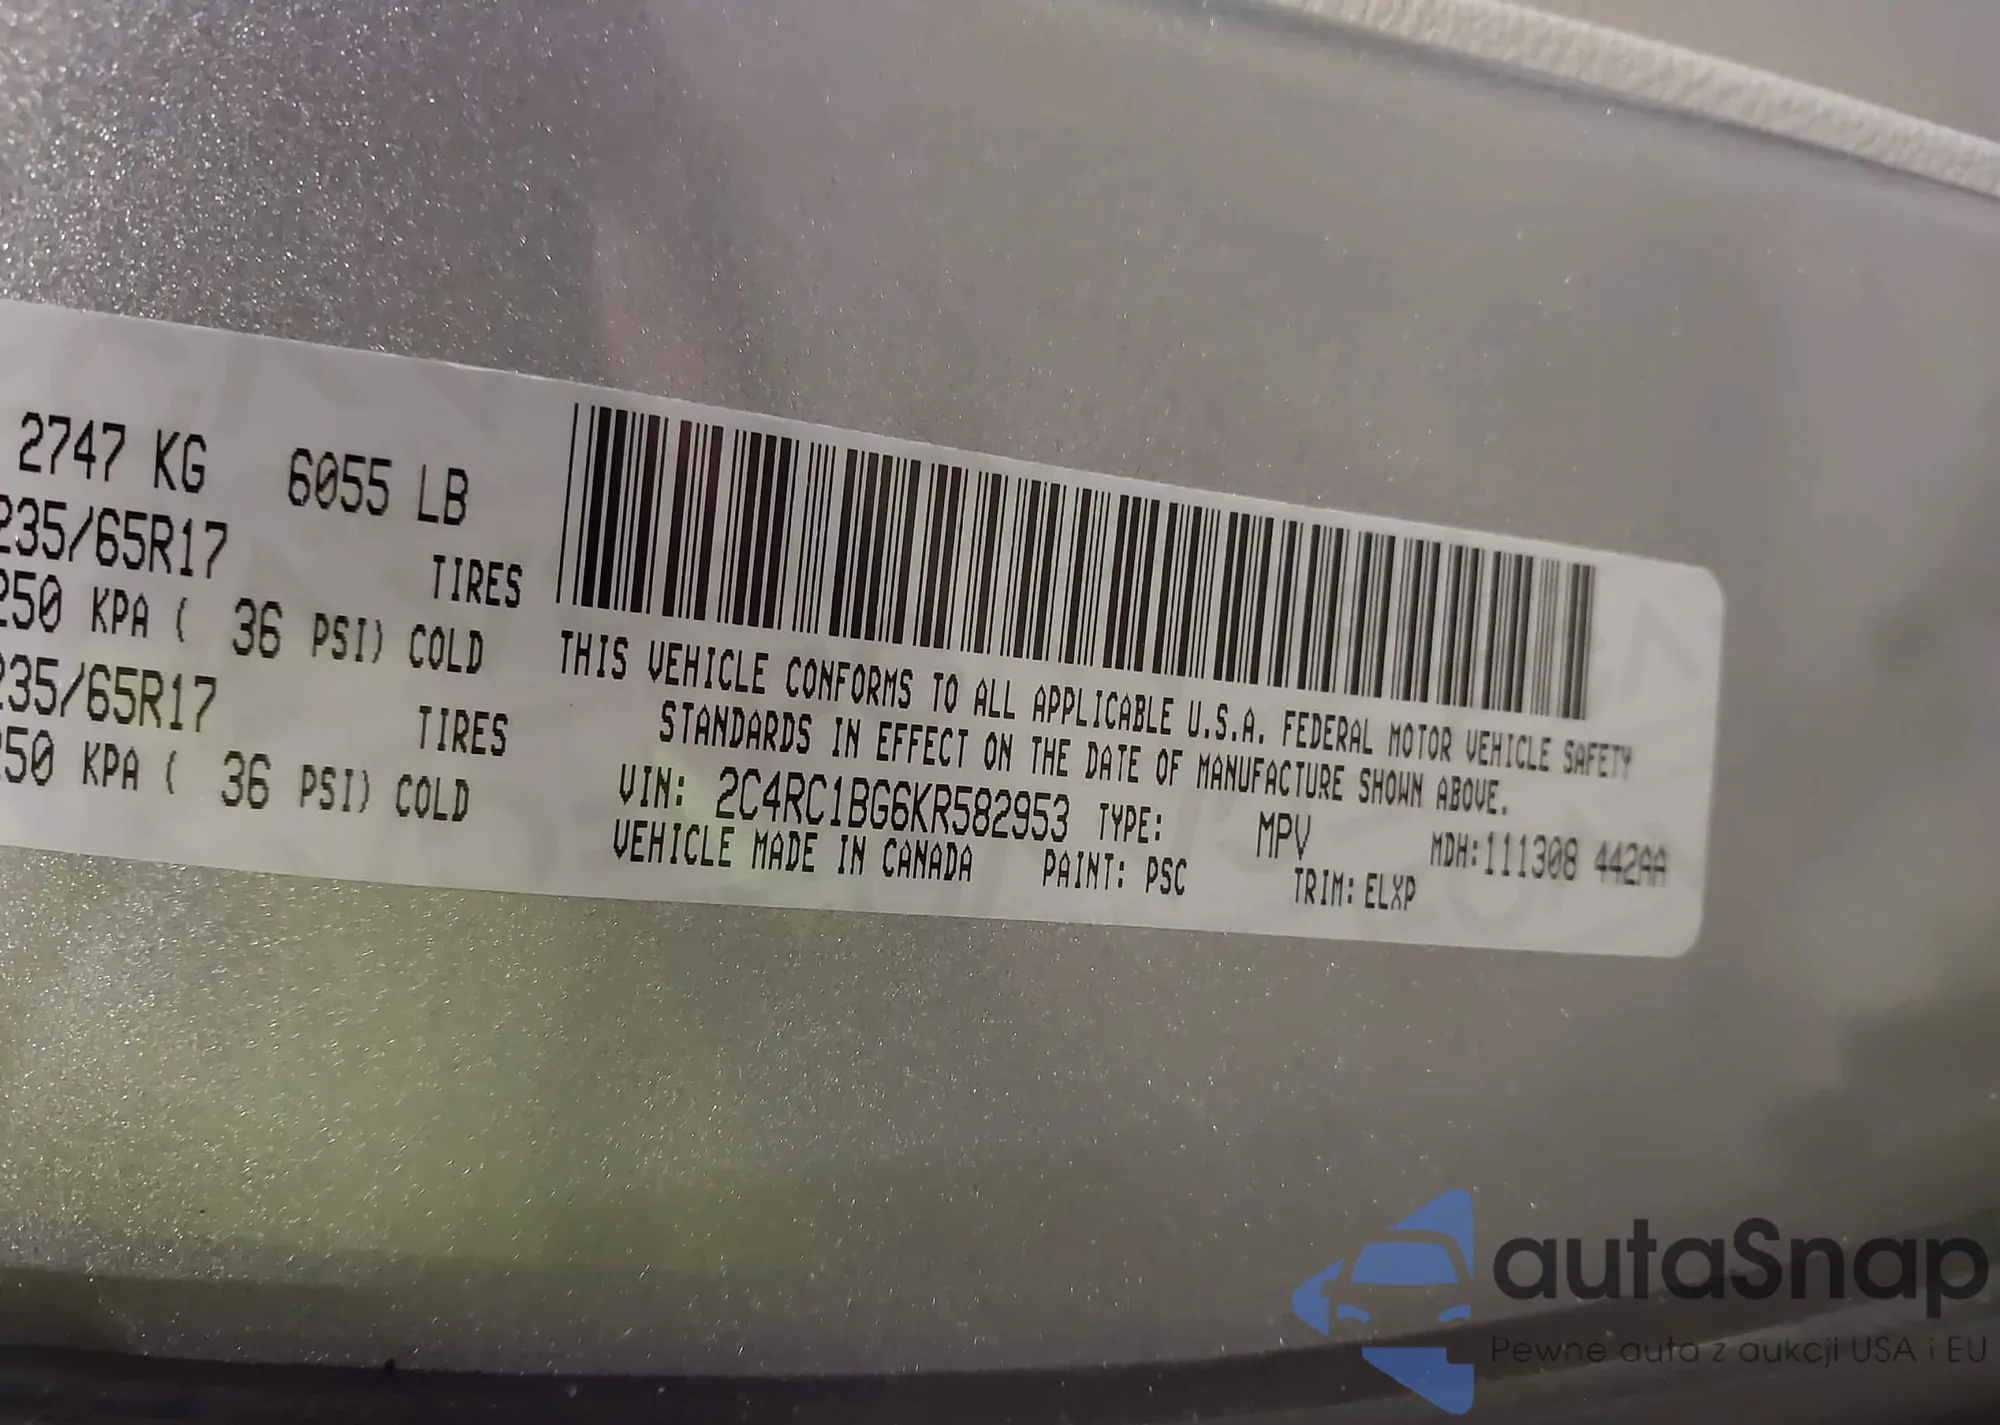 2747 KG 6055 LB
235/65R17 TIRES
250 KPA ( 36 PSI) COLD
235/65R17 TIRES
250 KPA ( 36 PSI) COLD
THIS VEHICLE CONFORMS TO ALL APPLICABLE U.S.A. FEDERAL MOTOR VEHICLE SAFETY
STANDARDS IN EFFECT ON THE DATE OF MANUFACTURE SHOWN ABOVE.
VIN: 2C4RC1BG6KR582953 TYPE: MPV MDH:111308 442AA
VEHICLE MADE IN CANADA PAINT: PSC TRIM: ELXP
autaSnap
Pewne auta z aukcji USA i EU